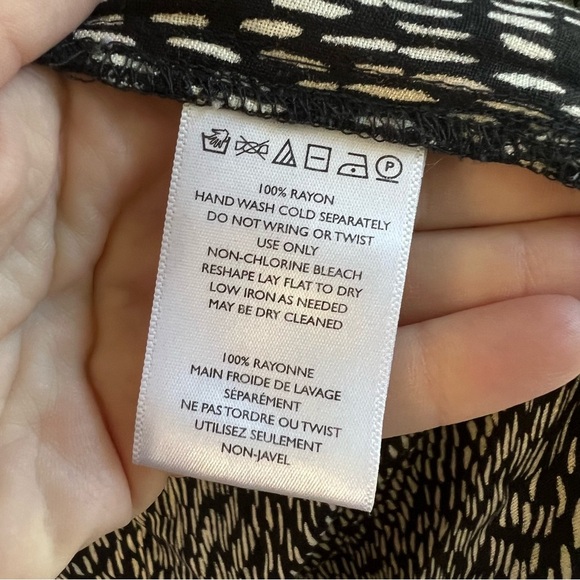 100% RAYON
HAND WASH COLD SEPARATELY
DO NOT WRING OR TWIST
USE ONLY
NON-CHLORINE BLEACH
RESHAPE LAY FLAT TO DRY
LOW IRON AS NEEDED
MAY BE DRY CLEANED
100% RAYONNE
MAIN FROIDE DE LAVAGE
SÉPARÉMENT
NE PAS TORDRE OU TWIST
UTILISEZ SEULEMENT
NON-JAVEL